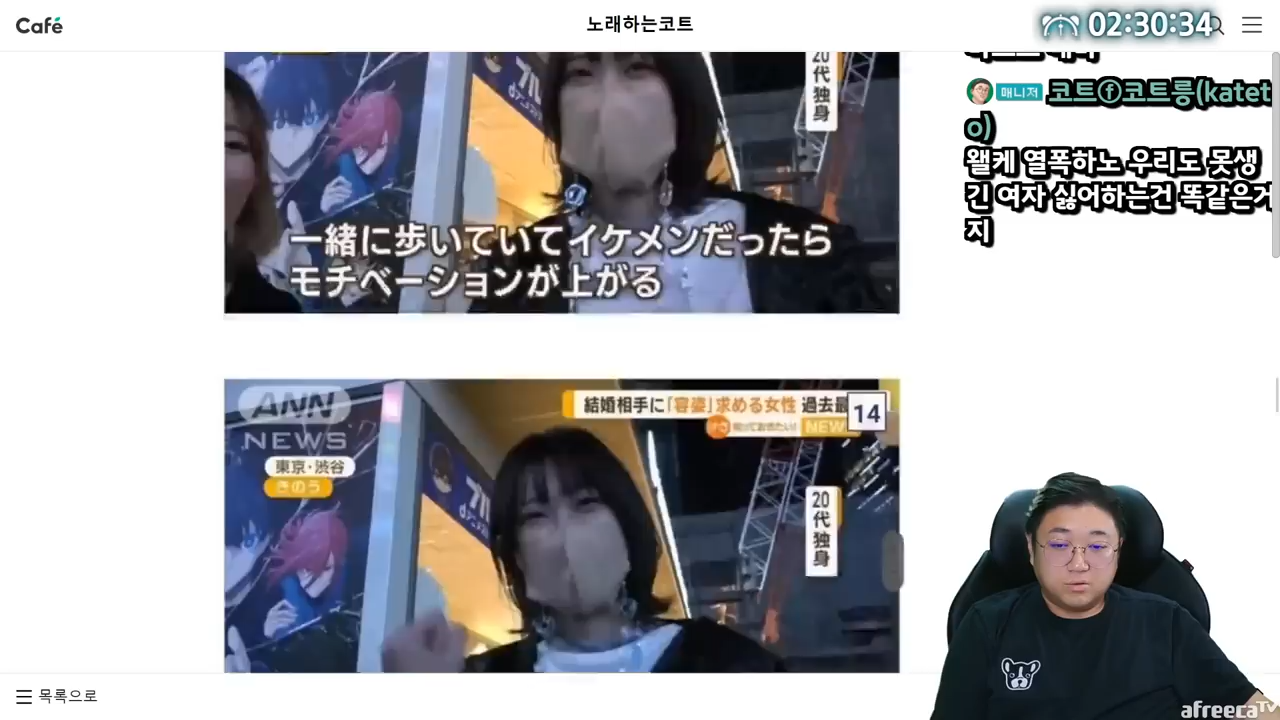 Café
노래하는코트
02:30:34
매니저
코트ⓕ코트릉(katet
o)
왤케 열폭하노 우리도 못생
긴 여자 싫어하는건 똑같은거
지
20代独身
一緒に歩いていてイケメンだったら
モチベーションが上がる
ANN
NEWS
結婚相手に「容姿」求める女性 過去最
14
NEW
東京・渋谷
きのう
20代独身
목록으로
afreecaTV